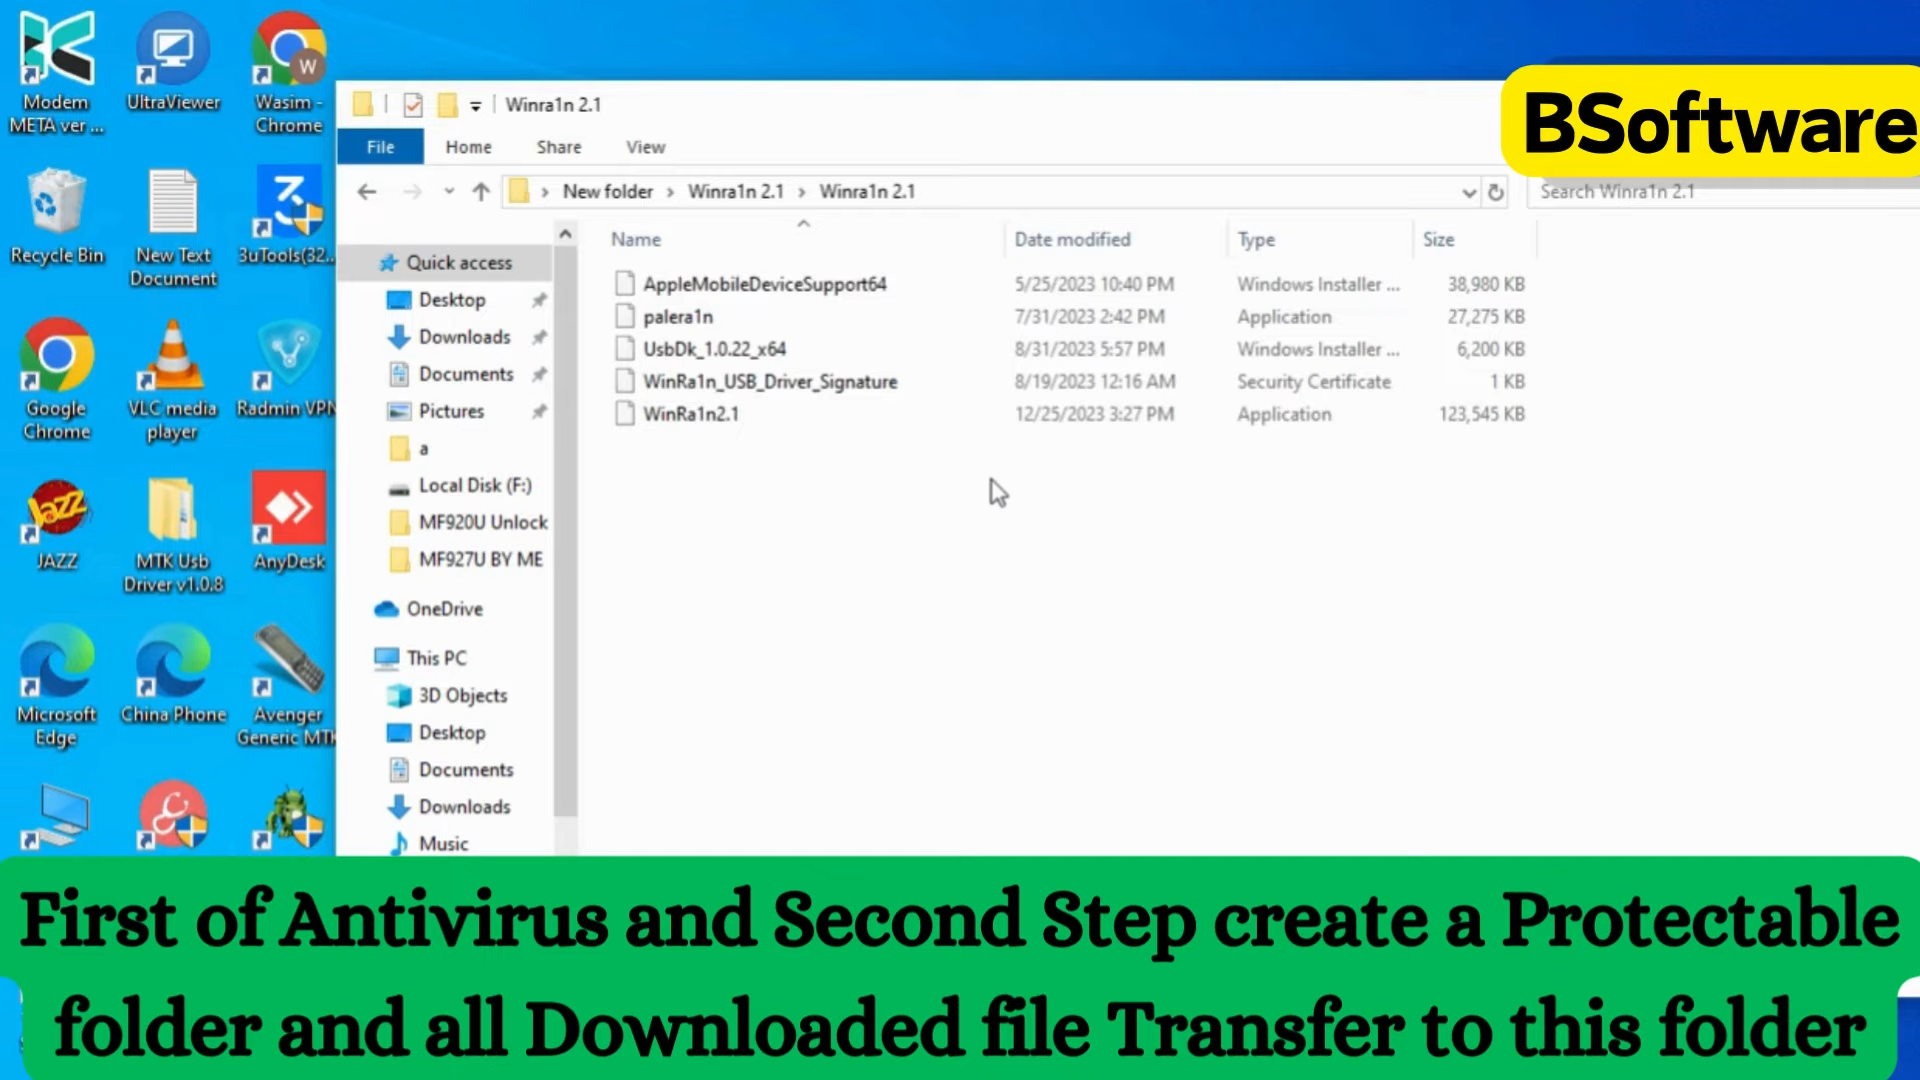 Modem
META ver ...
UltraViewer
Wasim -
Chrome
W
Recycle Bin
New Text
Document
3uTools(32..
Google
Chrome
VLC media
player
Radmin VPN
Jazz
JAZZ
MTK Usb
Driver v1.0.8
AnyDesk
Microsoft
Edge
China Phone
Avenger
Generic MTK
Winra1n 2.1
File Home Share View
New folder > Winra1n 2.1 > Winra1n 2.1
Search Winra1n 2.1
BSoftware
Quick access
Desktop
Downloads
Documents
Pictures
a
Local Disk (F:)
MF920U Unlock
MF927U BY ME
OneDrive
This PC
3D Objects
Desktop
Documents
Downloads
Music
Name Date modified Type Size
AppleMobileDeviceSupport64 5/25/2023 10:40 PM Windows Installer ... 38,980 KB
palera1n 7/31/2023 2:42 PM Application 27,275 KB
UsbDk_1.0.22_x64 8/31/2023 5:57 PM Windows Installer ... 6,200 KB
WinRa1n_USB_Driver_Signature 8/19/2023 12:16 AM Security Certificate 1 KB
WinRa1n2.1 12/25/2023 3:27 PM Application 123,545 KB
First of Antivirus and Second Step create a Protectable
folder and all Downloaded file Transfer to this folder